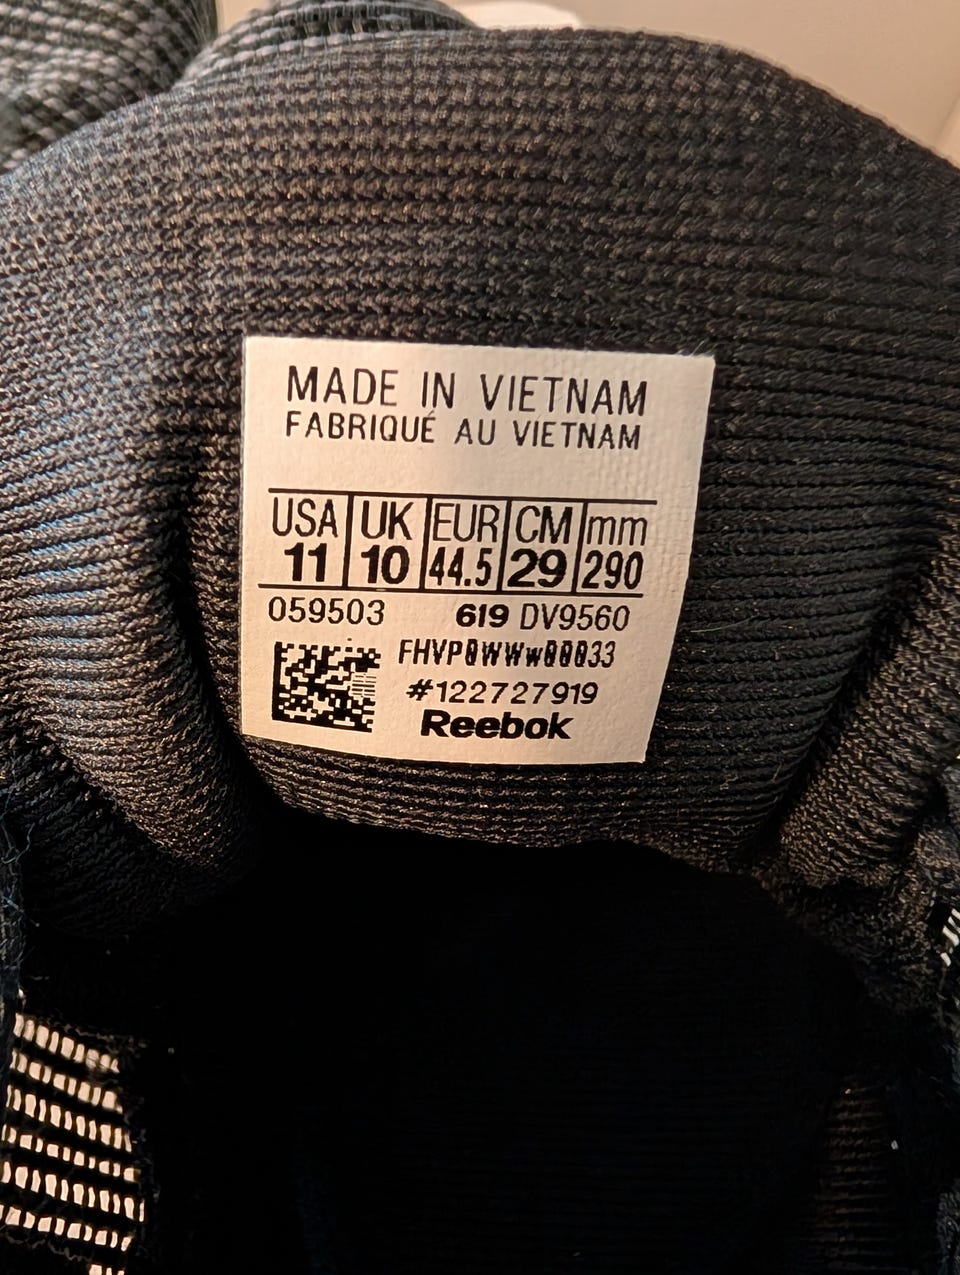 MADE IN VIETNAM
FABRIQUÉ AU VIETNAM
USA UK EUR CM mm
11 10 44.5 29 290
059503 619 DV9560
#122727919
Reebok